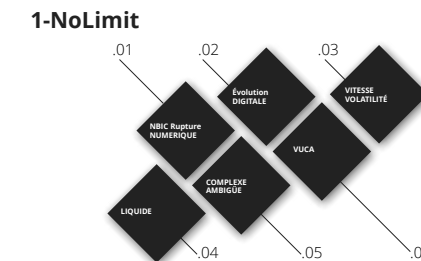 1-NoLimit
.01
.02
.03
NBIC Rupture
NUMERIQUE
Évolution
DIGITALE
VITESSE
VOLATILITÉ
LIQUIDE
COMPLEXE
AMBIGÜE
VUCA
.04
.05